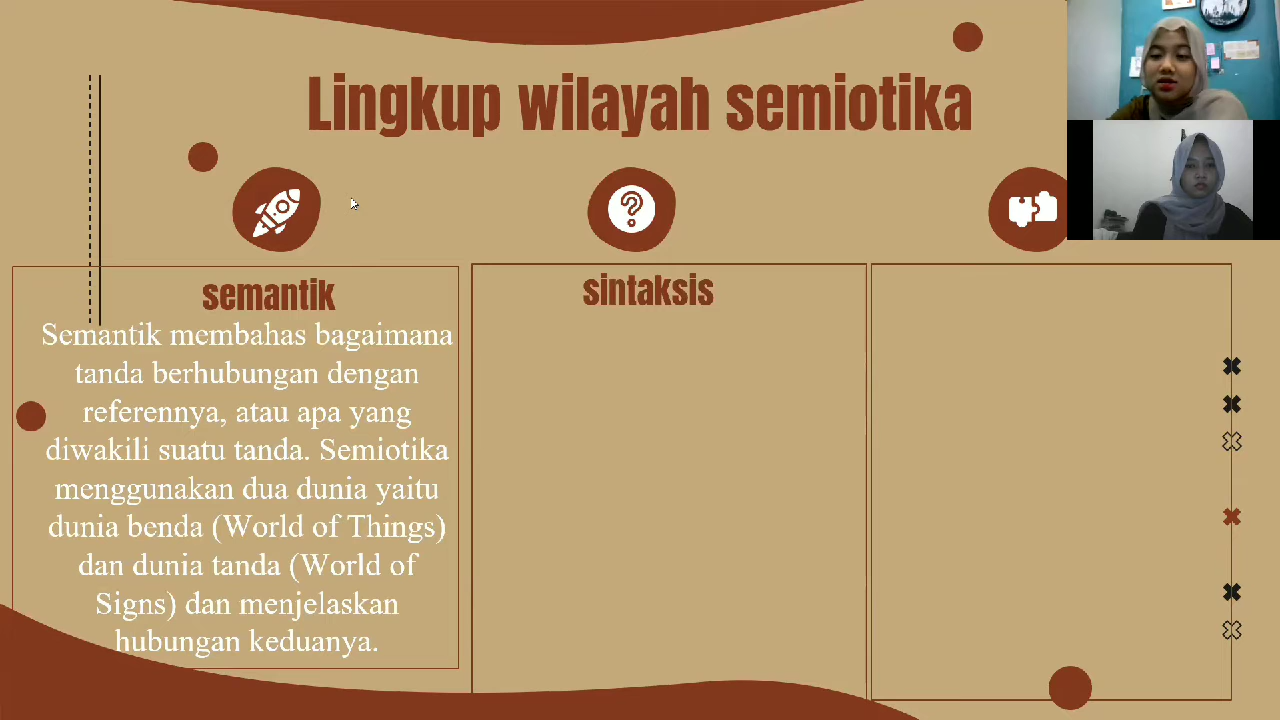 Lingkup wilayah semiotika
semantik
Semantik membahas bagaimana
tanda berhubungan dengan
referennya, atau apa yang
diwakili suatu tanda. Semiotika
menggunakan dua dunia yaitu
dunia benda (World of Things)
dan dunia tanda (World of
Signs) dan menjelaskan
hubungan keduanya.
sintaksis